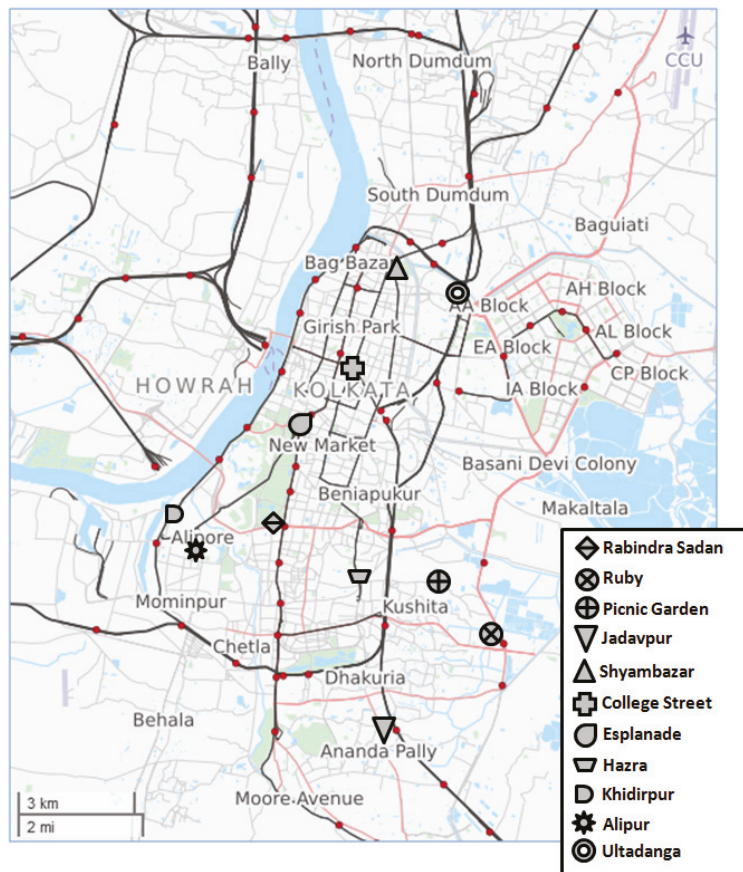 Bally
North Dumdum
CCU
South Dumdum
Baguiati
Bag Bazar
AH Block
AA Block
Girish Park
AL Block
EA Block
CP Block
HOWRAH
KOLKATA
IA Block
New Market
Basani Devi Colony
Beniapukur
Makaltala
Alipore
Mominpur
Kushita
Chetla
Dhakuria
Behala
Ananda Pally
Moore Avenue
3 km
2 mi
Rabindra Sadan
Ruby
Picnic Garden
Jadavpur
Shyambazar
College Street
Esplanade
Hazra
Khidirpur
Alipur
Ultadanga